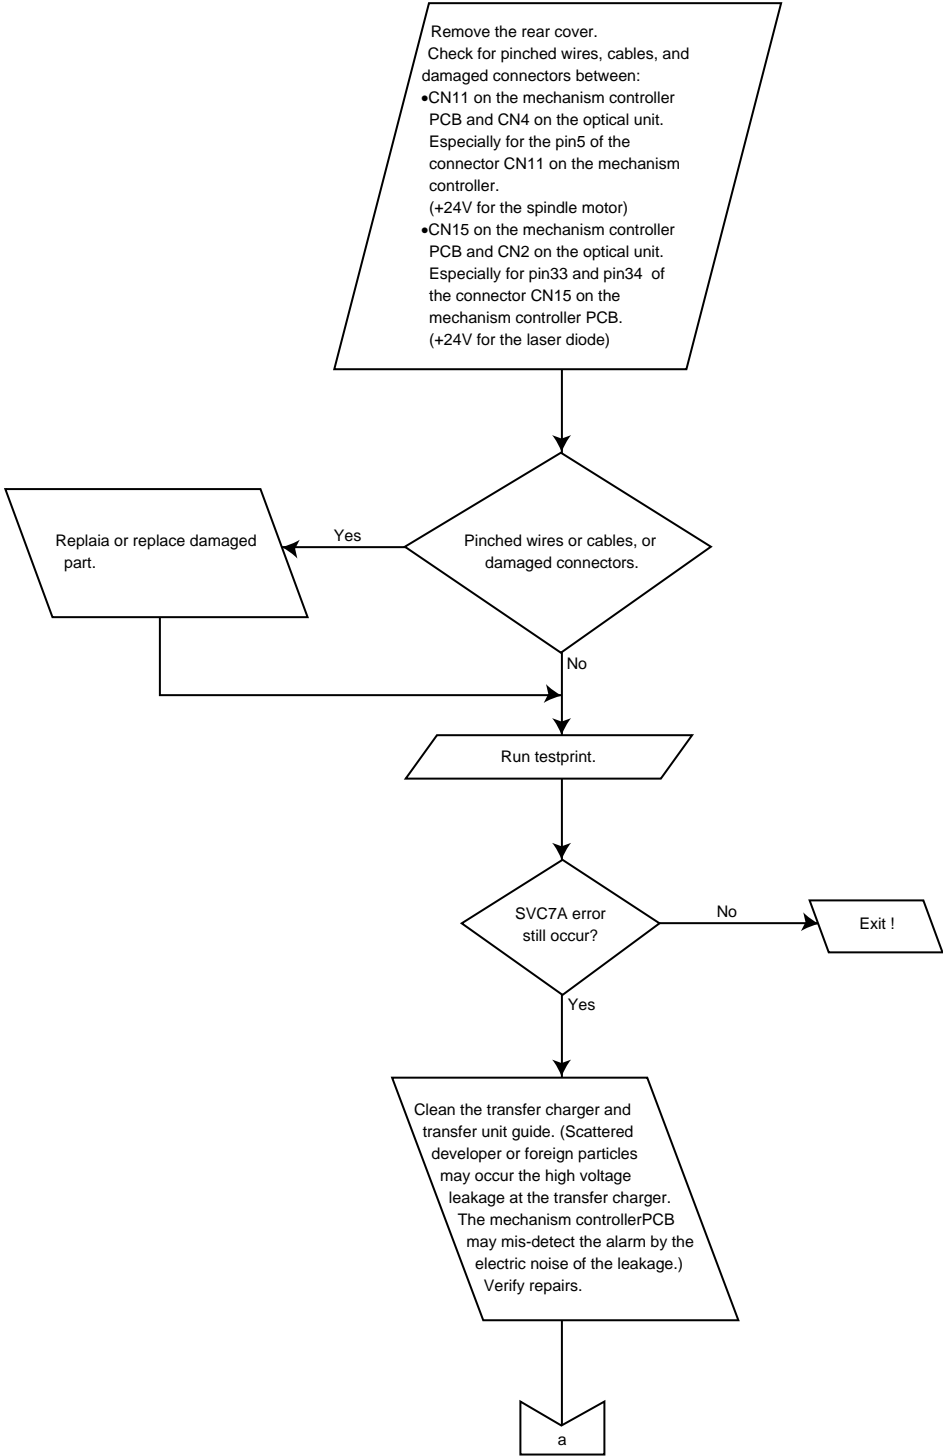 Remove the rear cover.
Check for pinched wires, cables, and
damaged connectors between:
•CN11 on the mechanism controller
PCB and CN4 on the optical unit.
Especially for the pin5 of the
connector CN11 on the mechanism
controller.
(+24V for the spindle motor)
•CN15 on the mechanism controller
PCB and CN2 on the optical unit.
Especially for pin33 and pin34  of
the connector CN15 on the
mechanism controller PCB.
(+24V for the laser diode)
Pinched wires or cables, or
damaged connectors.
Yes
Replaia or replace damaged
part.
No
Run testprint.
SVC7A error
still occur?
No
Exit !
Yes
Clean the transfer charger and
transfer unit guide. (Scattered
developer or foreign particles
may occur the high voltage
leakage at the transfer charger.
The mechanism controllerPCB
may mis-detect the alarm by the
electric noise of the leakage.)
Verify repairs.
a